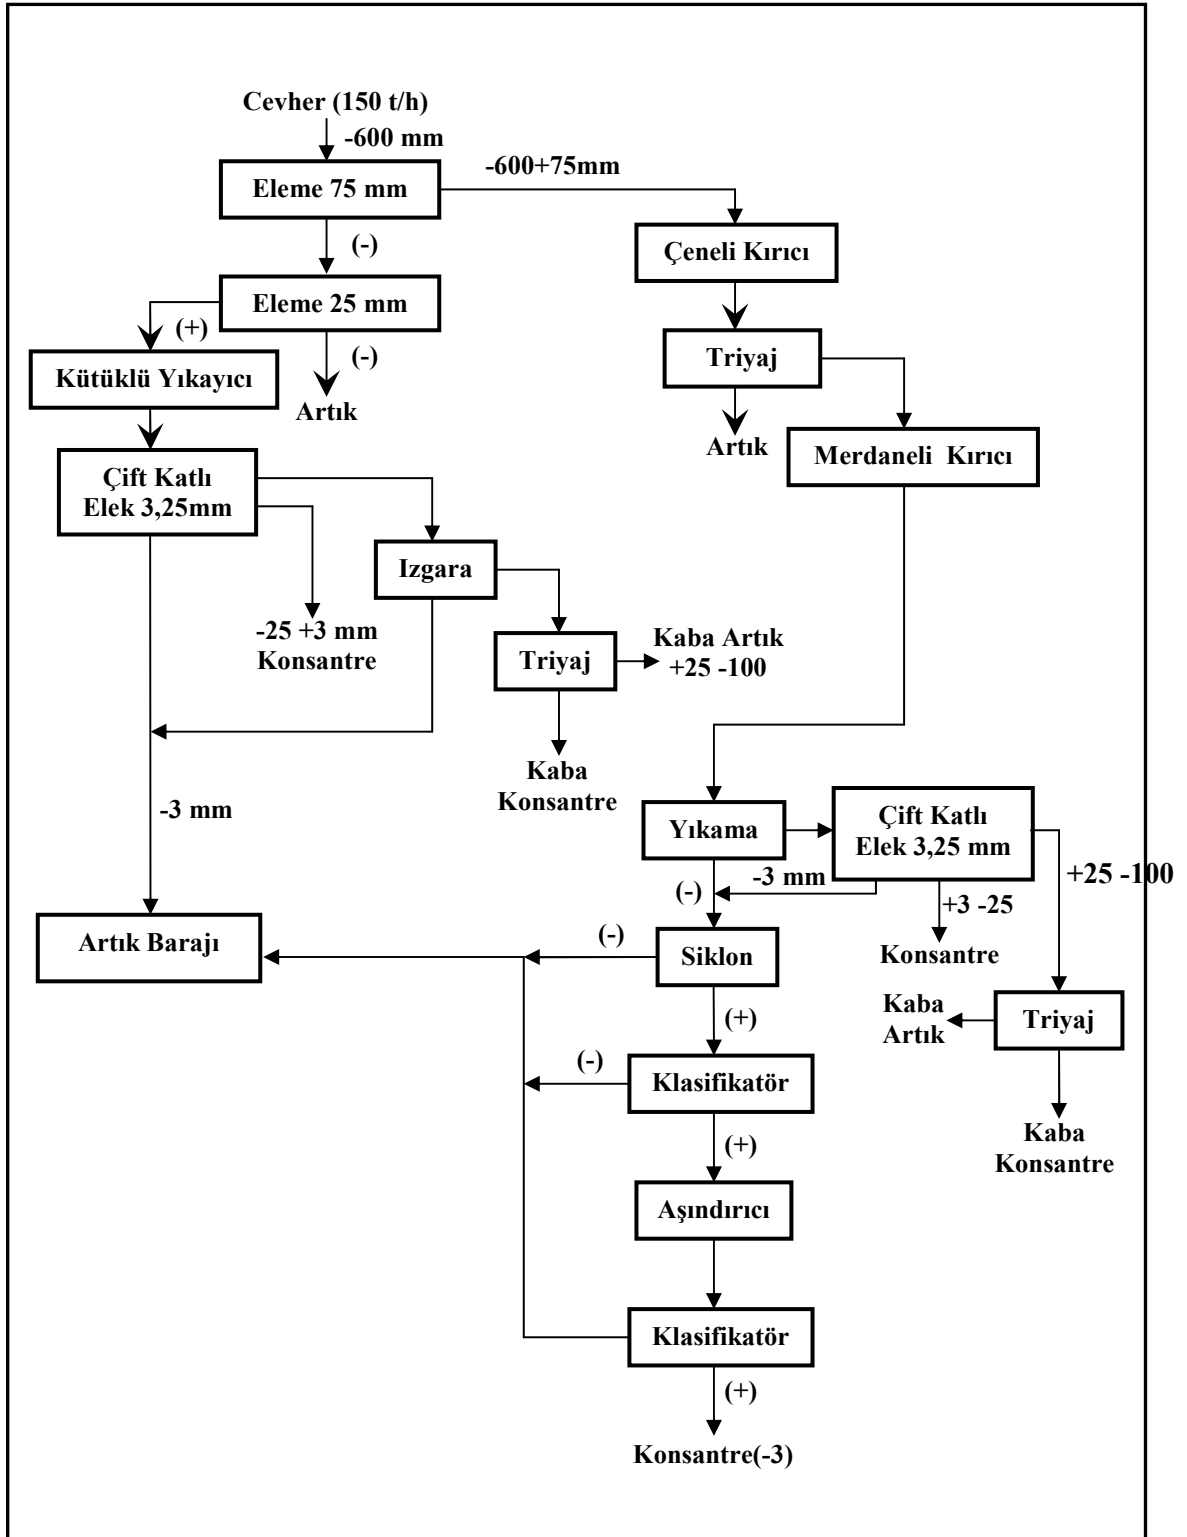 Cevher (150 t/h)
-600 mm
-600+75mm
Eleme 75 mm
(-)
Çeneli Kırıcı
Eleme 25 mm
(+)
(-)
Triyaj
Kütüklü Yıkayıcı
Artık
Artık
Merdaneli  Kırıcı
Çift Katlı
Elek 3,25mm
Izgara
-25 +3 mm
Konsantre
Triyaj
Kaba Artık
+25 -100
Kaba
Konsantre
-3 mm
Yıkama
Çift Katlı
Elek 3,25 mm
+25 -100
(-)
-3 mm
+3 -25
Artık Barajı
(-)
Siklon
Konsantre
(+)
Kaba
Artık
Triyaj
(-)
Klasifikatör
(+)
Kaba
Konsantre
Aşındırıcı
Klasifikatör
(+)
Konsantre(-3)